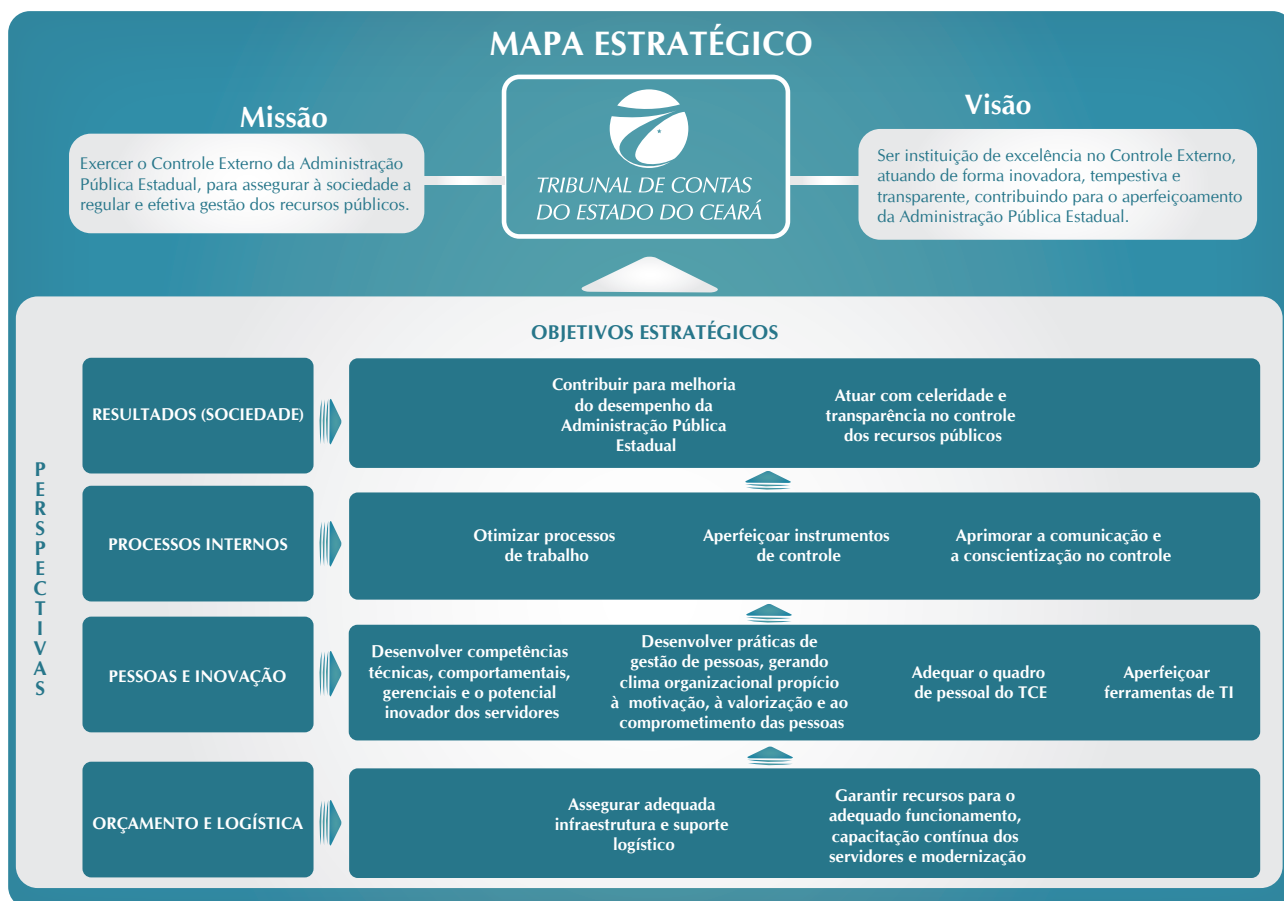 MAPA ESTRATÉGICO
Missão
Exercer o Controle Externo da Administração
Pública Estadual, para assegurar à sociedade a
regular e efetiva gestão dos recursos públicos.
TRIBUNAL DE CONTAS
DO ESTADO DO CEARÁ
Visão
Ser instituição de excelência no Controle Externo,
atuando de forma inovadora, tempestiva e
transparente, contribuindo para o aperfeiçoamento
da Administração Pública Estadual.
OBJETIVOS ESTRATÉGICOS
PERSPECTIVAS
RESULTADOS (SOCIEDADE)
Contribuir para melhoria
do desempenho da
Administração Pública
Estadual
Atuar com celeridade e
transparência no controle
dos recursos públicos
PROCESSOS INTERNOS
Otimizar processos
de trabalho
Aperfeiçoar instrumentos
de controle
Aprimorar a comunicação e
a conscientização no controle
PESSOAS E INOVAÇÃO
Desenvolver competências
técnicas, comportamentais,
gerenciais e o potencial
inovador dos servidores
Desenvolver práticas de
gestão de pessoas, gerando
clima organizacional propício
à motivação, à valorização e ao
comprometimento das pessoas
Adequar o quadro
de pessoal do TCE
Aperfeiçoar
ferramentas de TI
ORÇAMENTO E LOGÍSTICA
Assegurar adequada
infraestrutura e suporte
logístico
Garantir recursos para o
adequado funcionamento,
capacitação contínua dos
servidores e modernização